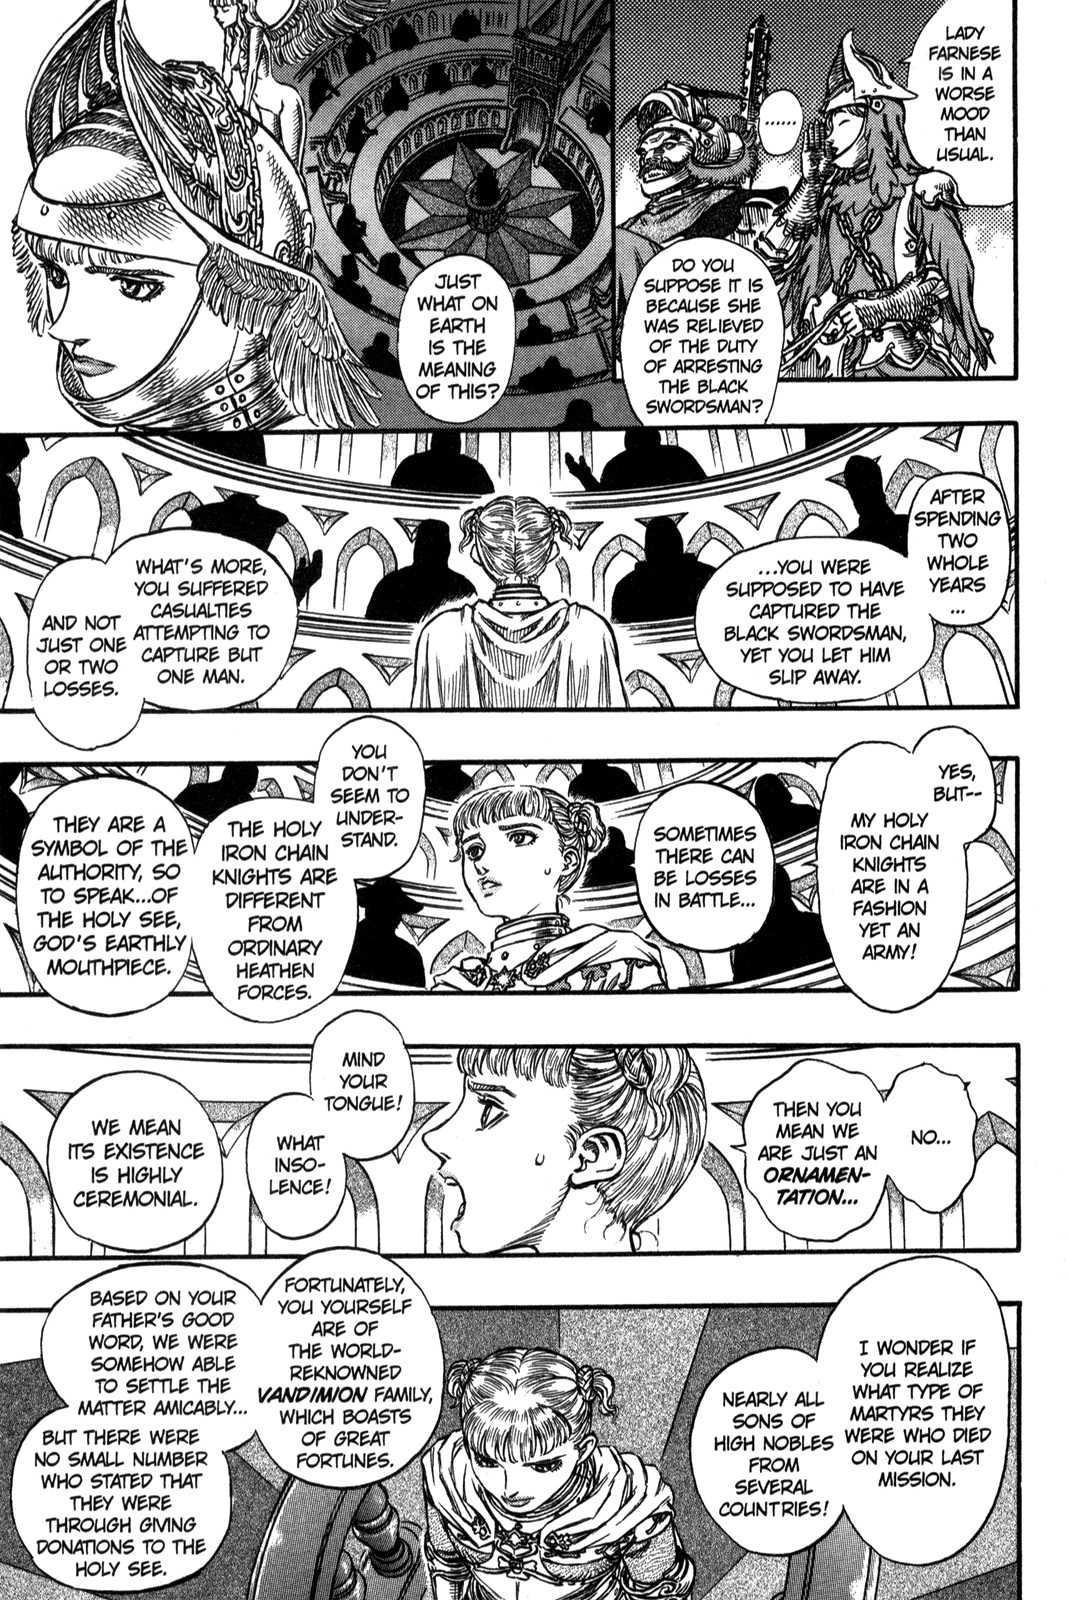 LADY
FARNESE
IS IN A
WORSE
MOOD
THAN
USUAL.
......
DO YOU
SUPPOSE IT IS
BECAUSE SHE
WAS RELIEVED
OF THE DUTY
OF ARRESTING
THE BLACK
SWORDSMAN?
JUST
WHAT ON
EARTH
IS THE
MEANING
OF THIS?
AFTER
SPENDING
TWO
WHOLE
YEARS
...
...YOU WERE
SUPPOSED TO HAVE
CAPTURED THE
BLACK SWORDSMAN,
YET YOU LET HIM
SLIP AWAY.
WHAT'S MORE,
YOU SUFFERED
CASUALTIES
ATTEMPTING TO
CAPTURE BUT
ONE MAN.
AND NOT
JUST ONE
OR TWO
LOSSES.
YES,
BUT--
MY HOLY
IRON CHAIN
KNIGHTS
ARE IN A
FASHION
YET AN
ARMY!
SOMETIMES
THERE CAN
BE LOSSES
IN BATTLE...
YOU
DON'T
SEEM TO
UNDER-
STAND.
THE HOLY
IRON CHAIN
KNIGHTS ARE
DIFFERENT
FROM
ORDINARY
HEATHEN
FORCES.
THEY ARE A
SYMBOL OF THE
AUTHORITY, SO
TO SPEAK...OF
THE HOLY SEE,
GOD'S EARTHLY
MOUTHPIECE.
NO...
THEN YOU
MEAN WE
ARE JUST AN
ORNAMEN-
TATION...
MIND
YOUR
TONGUE!
WHAT
INSO-
LENCE!
WE MEAN
ITS EXISTENCE
IS HIGHLY
CEREMONIAL.
I WONDER IF
YOU REALIZE
WHAT TYPE OF
MARTYRS THEY
WERE WHO DIED
ON YOUR LAST
MISSION.
NEARLY ALL
SONS OF
HIGH NOBLES
FROM
SEVERAL
COUNTRIES!
FORTUNATELY,
YOU YOURSELF
ARE OF
THE WORLD-
REKNOWNED
VANDIMION FAMILY,
WHICH BOASTS
OF GREAT
FORTUNES.
BASED ON YOUR
FATHER'S GOOD
WORD, WE WERE
SOMEHOW ABLE
TO SETTLE THE
MATTER AMICABLY...
BUT THERE WERE
NO SMALL NUMBER
WHO STATED THAT
THEY WERE
THROUGH GIVING
DONATIONS TO THE
HOLY SEE.